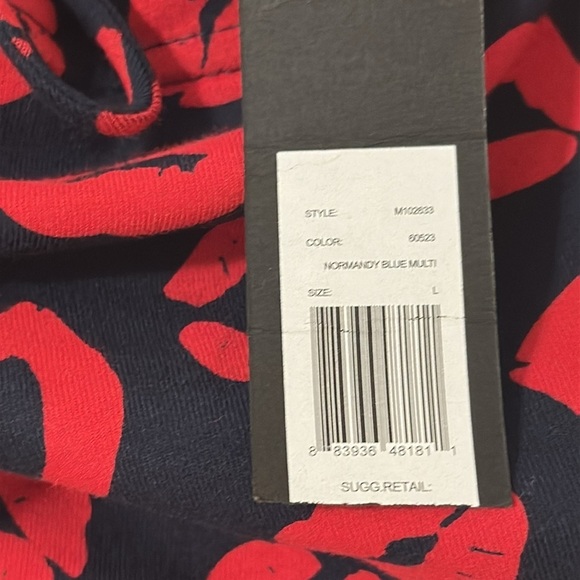 STYLE: M102633
COLOR: 60523
NORMANDY BLUE MULTI
SIZE: L
8 83936 48181 1
SUGG.RETAIL: